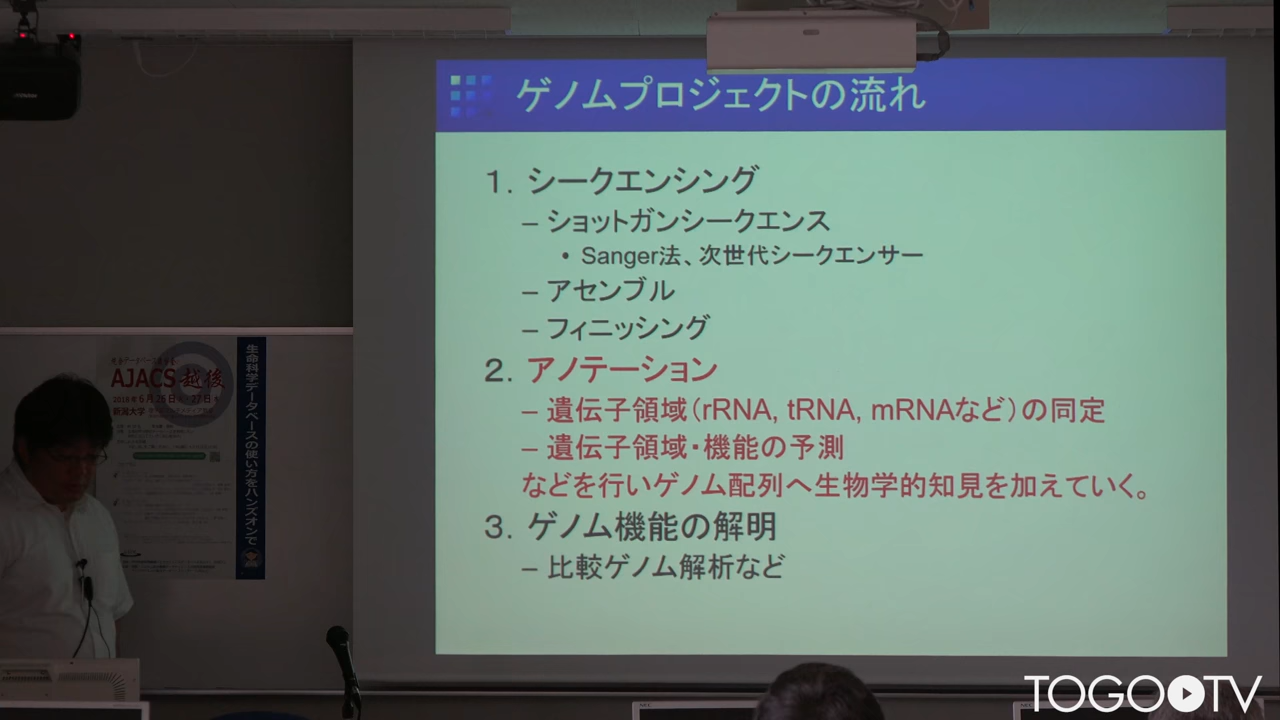 ゲノムプロジェクトの流れ
1. シークエンシング
– ショットガンシークエンス
• Sanger法、次世代シークエンサー
– アセンブル
– フィニッシング
2. アノテーション
– 遺伝子領域（rRNA, tRNA, mRNAなど）の同定
– 遺伝子領域・機能の予測
などを行いゲノム配列へ生物学的知見を加えていく。
3. ゲノム機能の解明
– 比較ゲノム解析など
AJACS越後
新潟大学
生命科学データベースの使い方をハンズオンで
NEC
NEC
TOGOTV